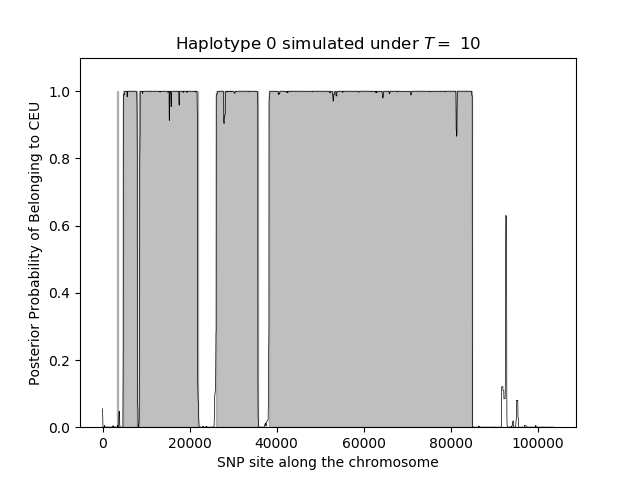 Haplotype 0 simulated under T = 10
Posterior Probability of Belonging to CEU
1.0
0.8
0.6
0.4
0.2
0.0
0 20000 40000 60000 80000 100000
SNP site along the chromosome